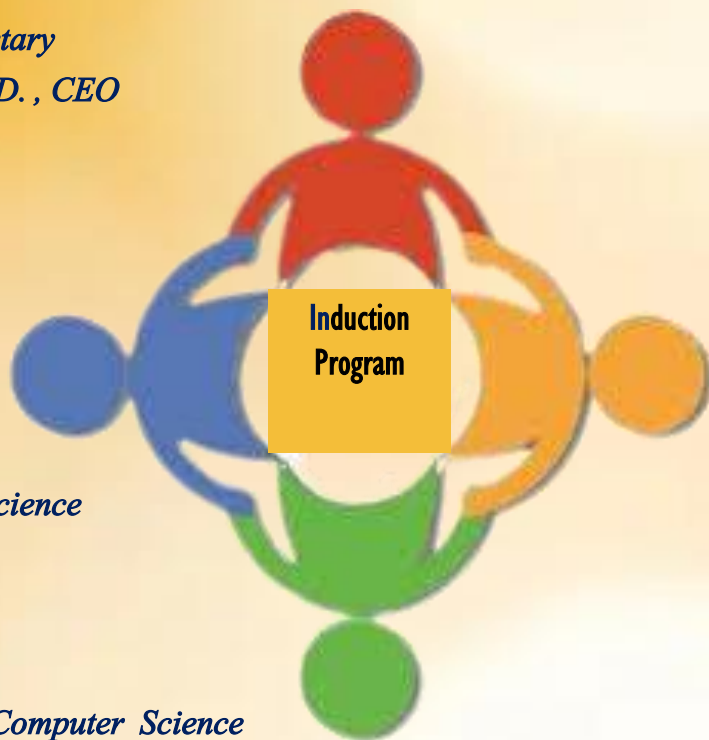 tary
D. , CEO
Induction
Program
cience
Computer Science